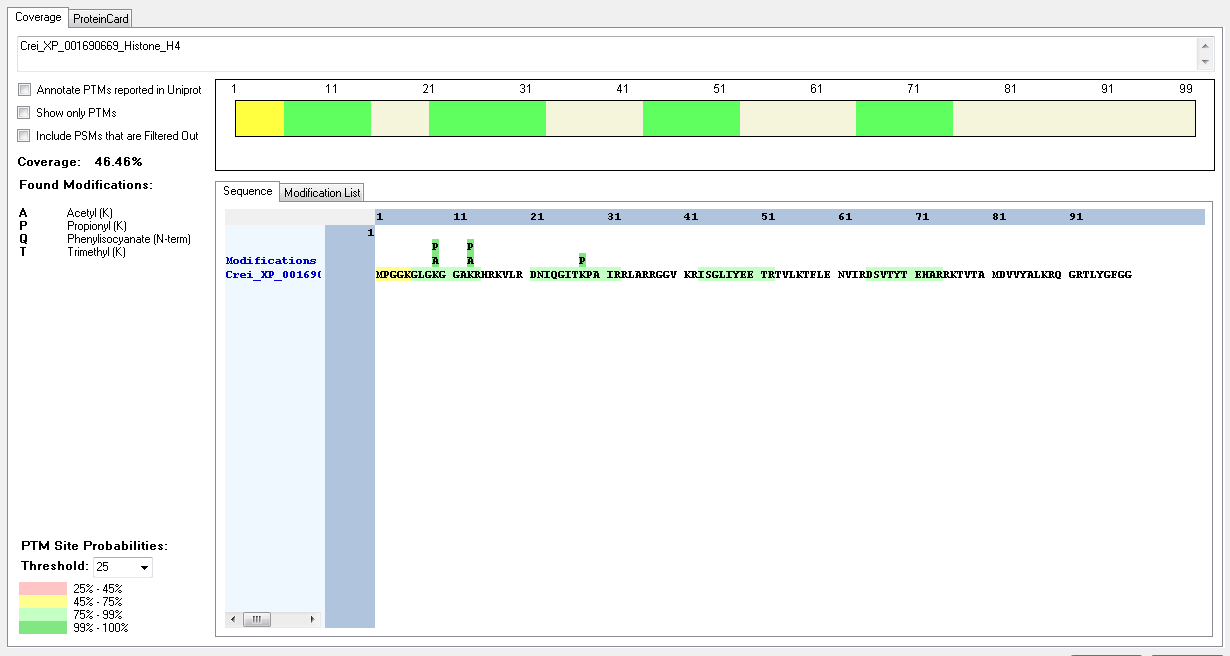 Coverage ProteinCard
Crei_XP_001690669_Histone_H4
Annotate PTMs reported in Uniprot
Show only PTMs
Include PSMs that are Filtered Out
Coverage: 46.46%
Found Modifications:
A Acetyl (K)
P Propionyl (K)
Q Phenylisocyanate (N-term)
T Trimethyl (K)
1 11 21 31 41 51 61 71 81 91 99
Sequence Modification List
1 11 21 31 41 51 61 71 81 91
1
P P
Modifications A A P
Crei_XP_00169( MPGGKGLGKG GAKRHRKVLR DNIQGITKPA IRRLARRGGV KRISGLIYEE TRTVLKTFLE NVIRDSVTYT EHARRKTVTA MDVVYALKRQ GRTLYGFGG
PTM Site Probabilities:
Threshold: 25
25% - 45%
45% - 75%
75% - 99%
99% - 100%